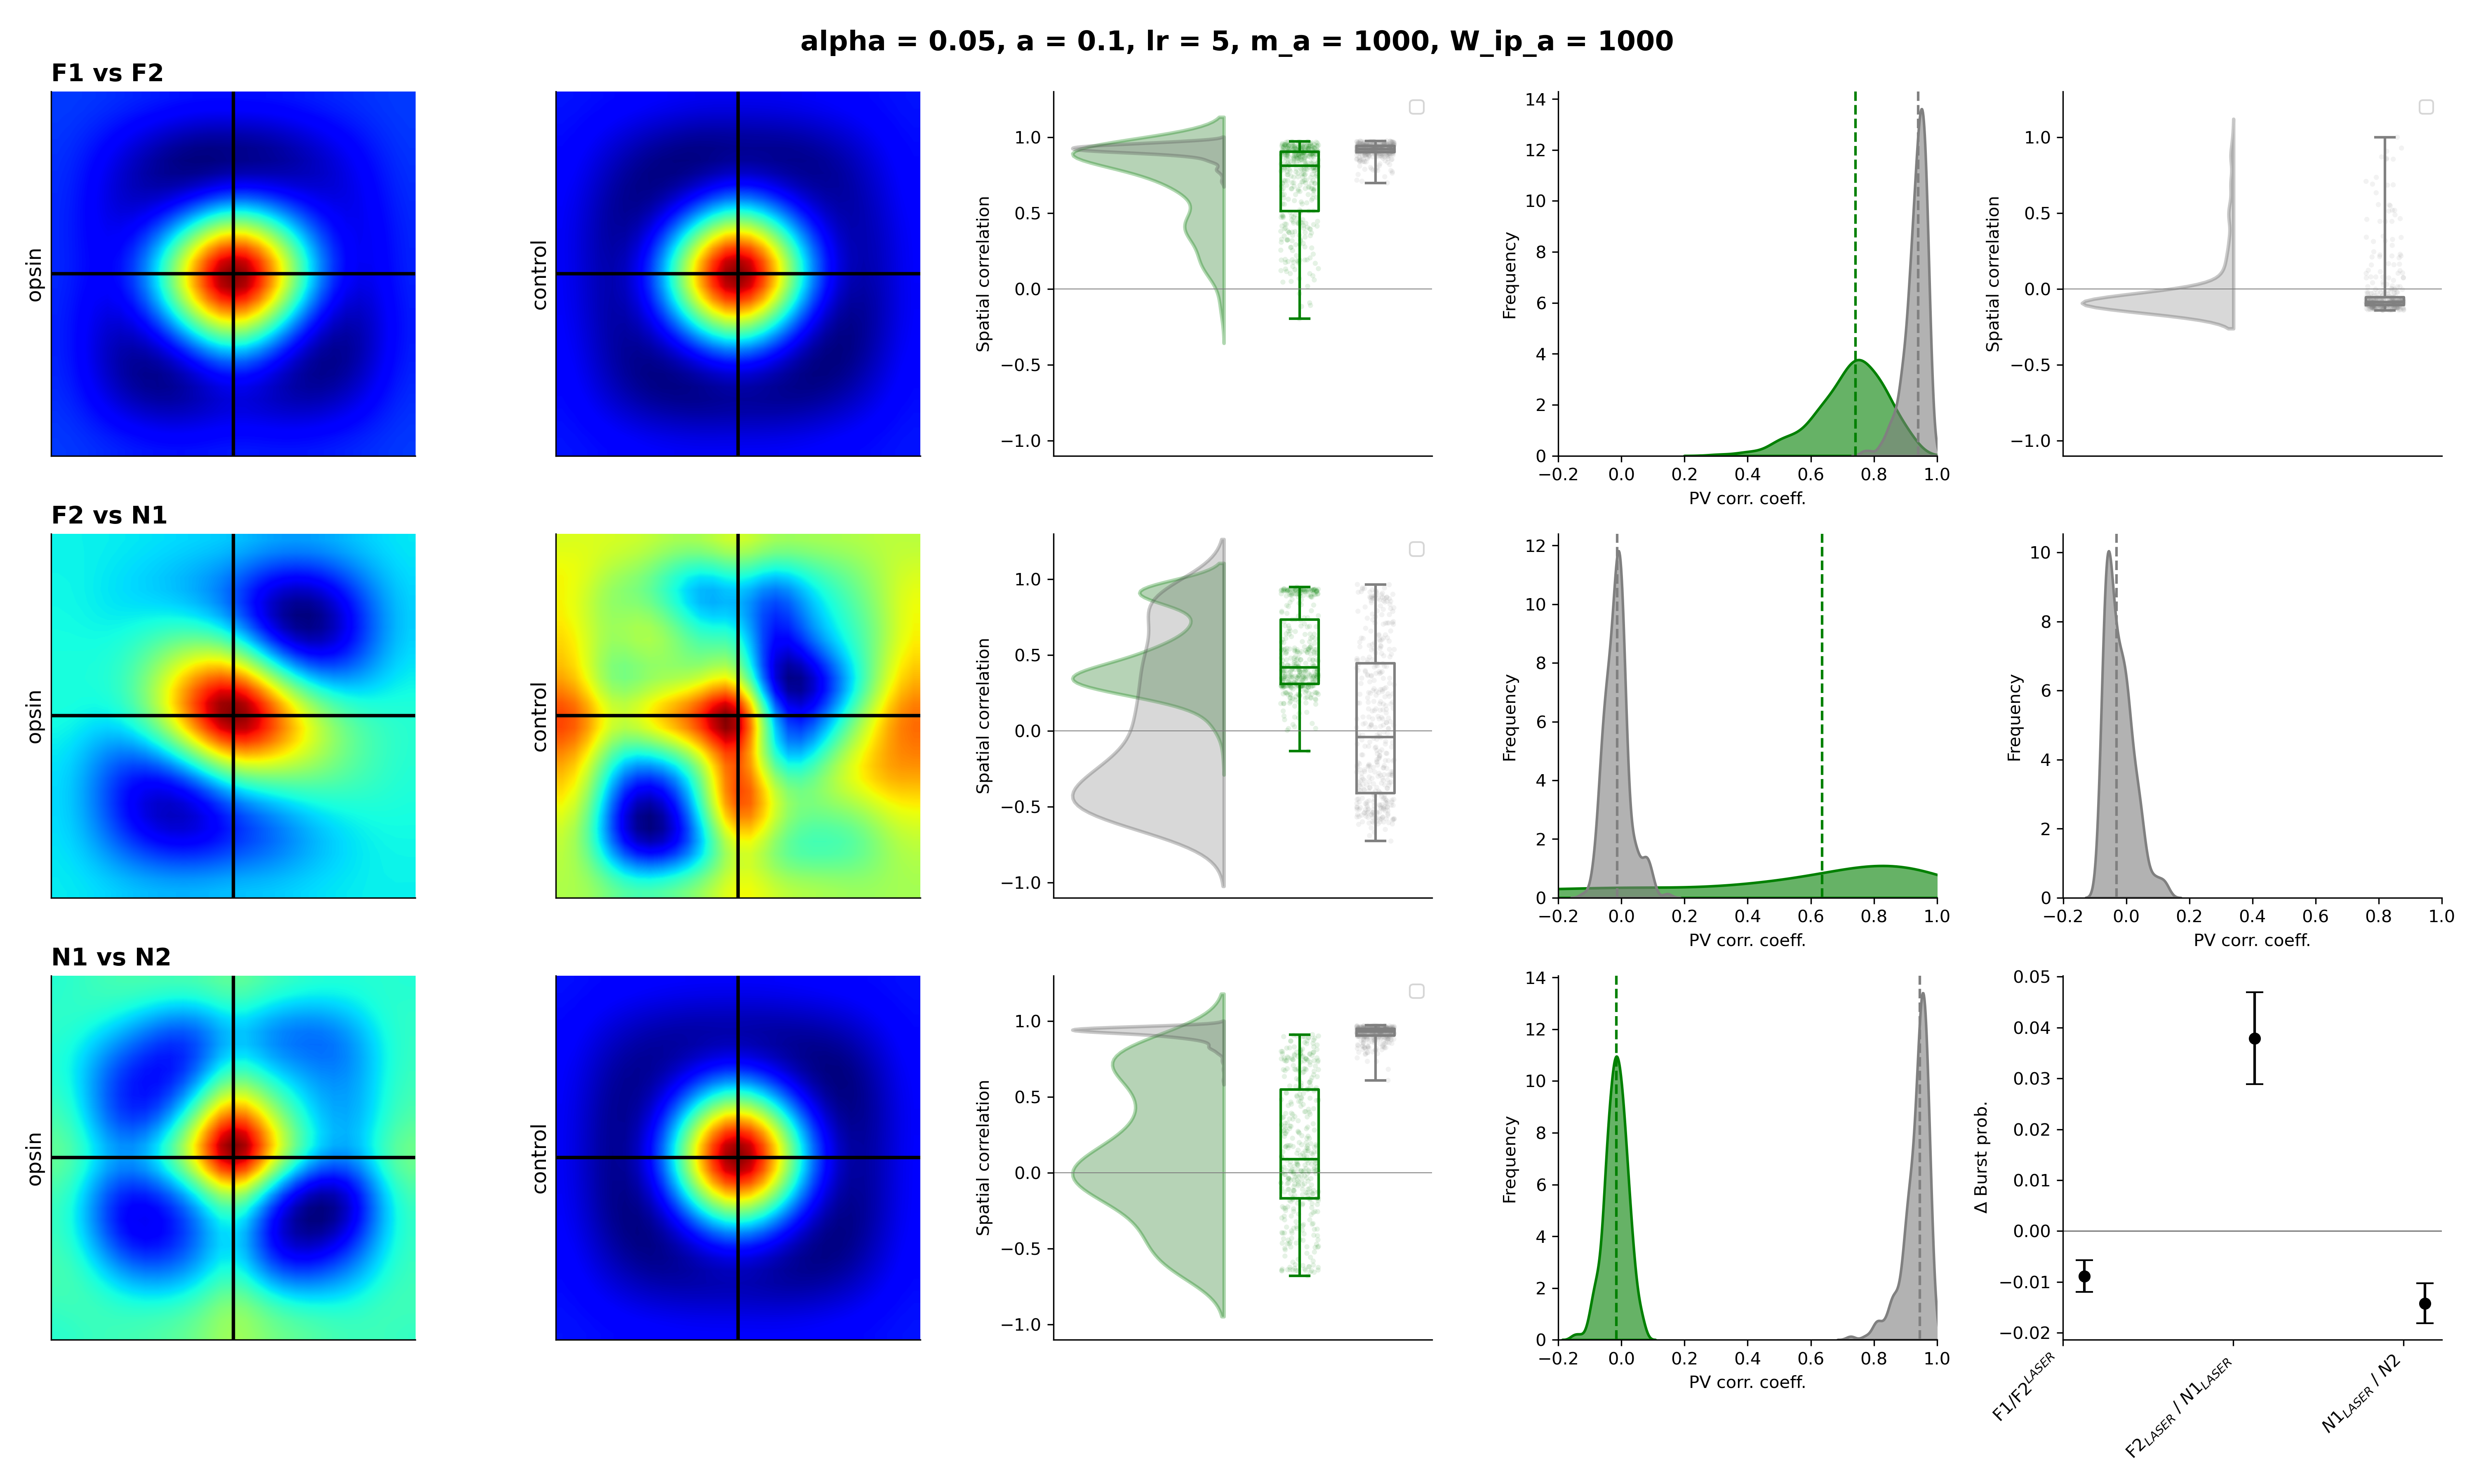 alpha = 0.05, a = 0.1, lr = 5, m_a = 1000, W_ip_a = 1000
F1 vs F2
opsin
control
Spatial correlation
1.0
0.5
0.0
−0.5
−1.0
Frequency
14
12
10
8
6
4
2
0
−0.2 0.0 0.2 0.4 0.6 0.8 1.0
PV corr. coeff.
Spatial correlation
1.0
0.5
0.0
−0.5
−1.0
F2 vs N1
opsin
control
Spatial correlation
1.0
0.5
0.0
−0.5
−1.0
Frequency
12
10
8
6
4
2
0
−0.2 0.0 0.2 0.4 0.6 0.8 1.0
PV corr. coeff.
Frequency
10
8
6
4
2
0
−0.2 0.0 0.2 0.4 0.6 0.8 1.0
PV corr. coeff.
N1 vs N2
opsin
control
Spatial correlation
1.0
0.5
0.0
−0.5
−1.0
Frequency
14
12
10
8
6
4
2
0
−0.2 0.0 0.2 0.4 0.6 0.8 1.0
PV corr. coeff.
Δ Burst prob.
0.05
0.04
0.03
0.02
0.01
0.00
−0.01
−0.02
F1/F2^LASER
F2_LASER / N1_LASER
N1_LASER / N2